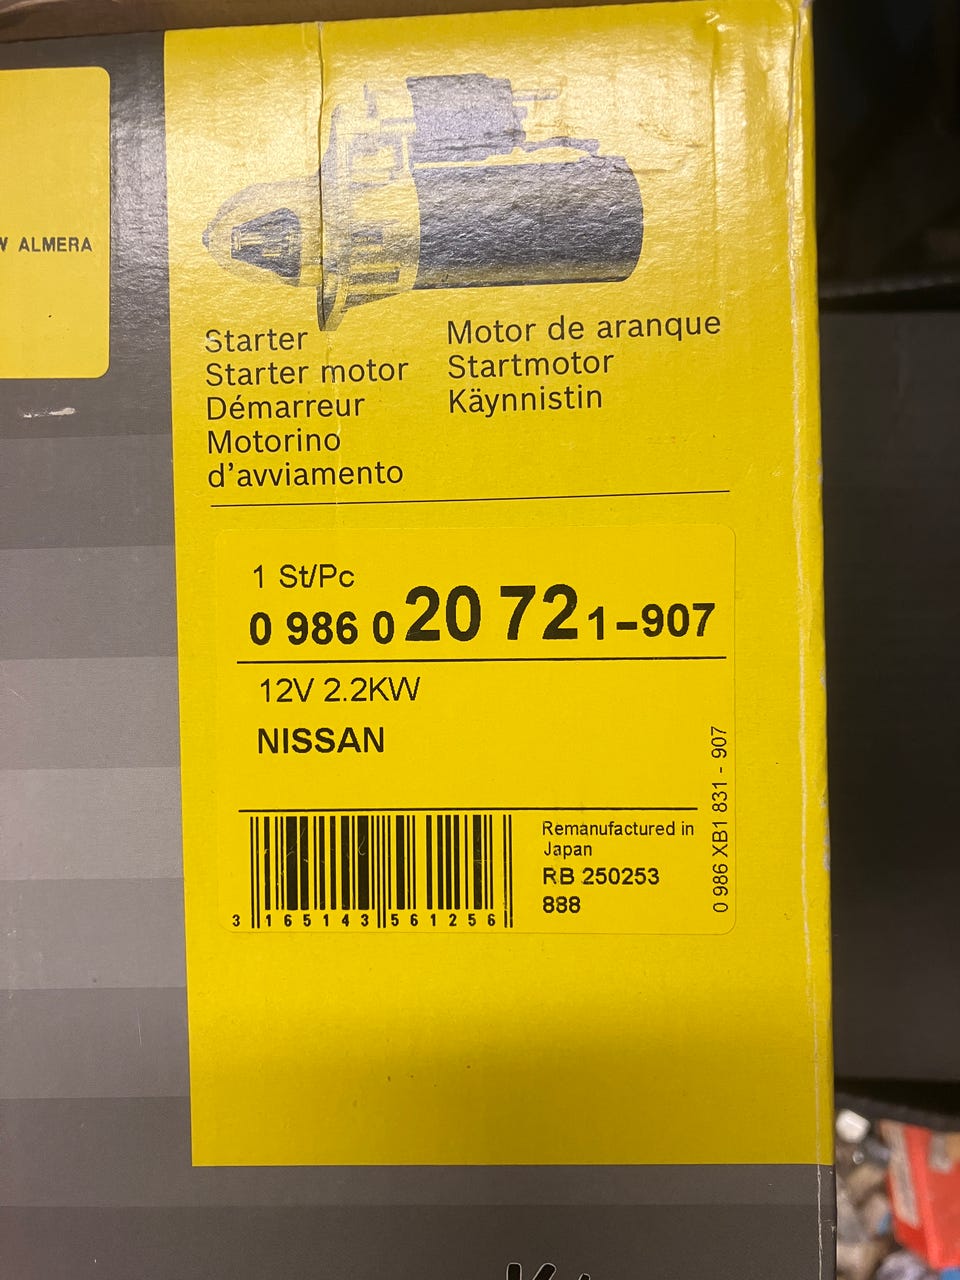 ALMERA
Starter
Starter motor
Démarreur
Motorino
d'avviamento
Motor de aranque
Startmotor
Käynnistin
1 St/Pc
0 986 0 20 72 1-907
12V 2.2KW
NISSAN
3 165143 561256
Remanufactured in
Japan
RB 250253
888
0 986 XB1 831 - 907